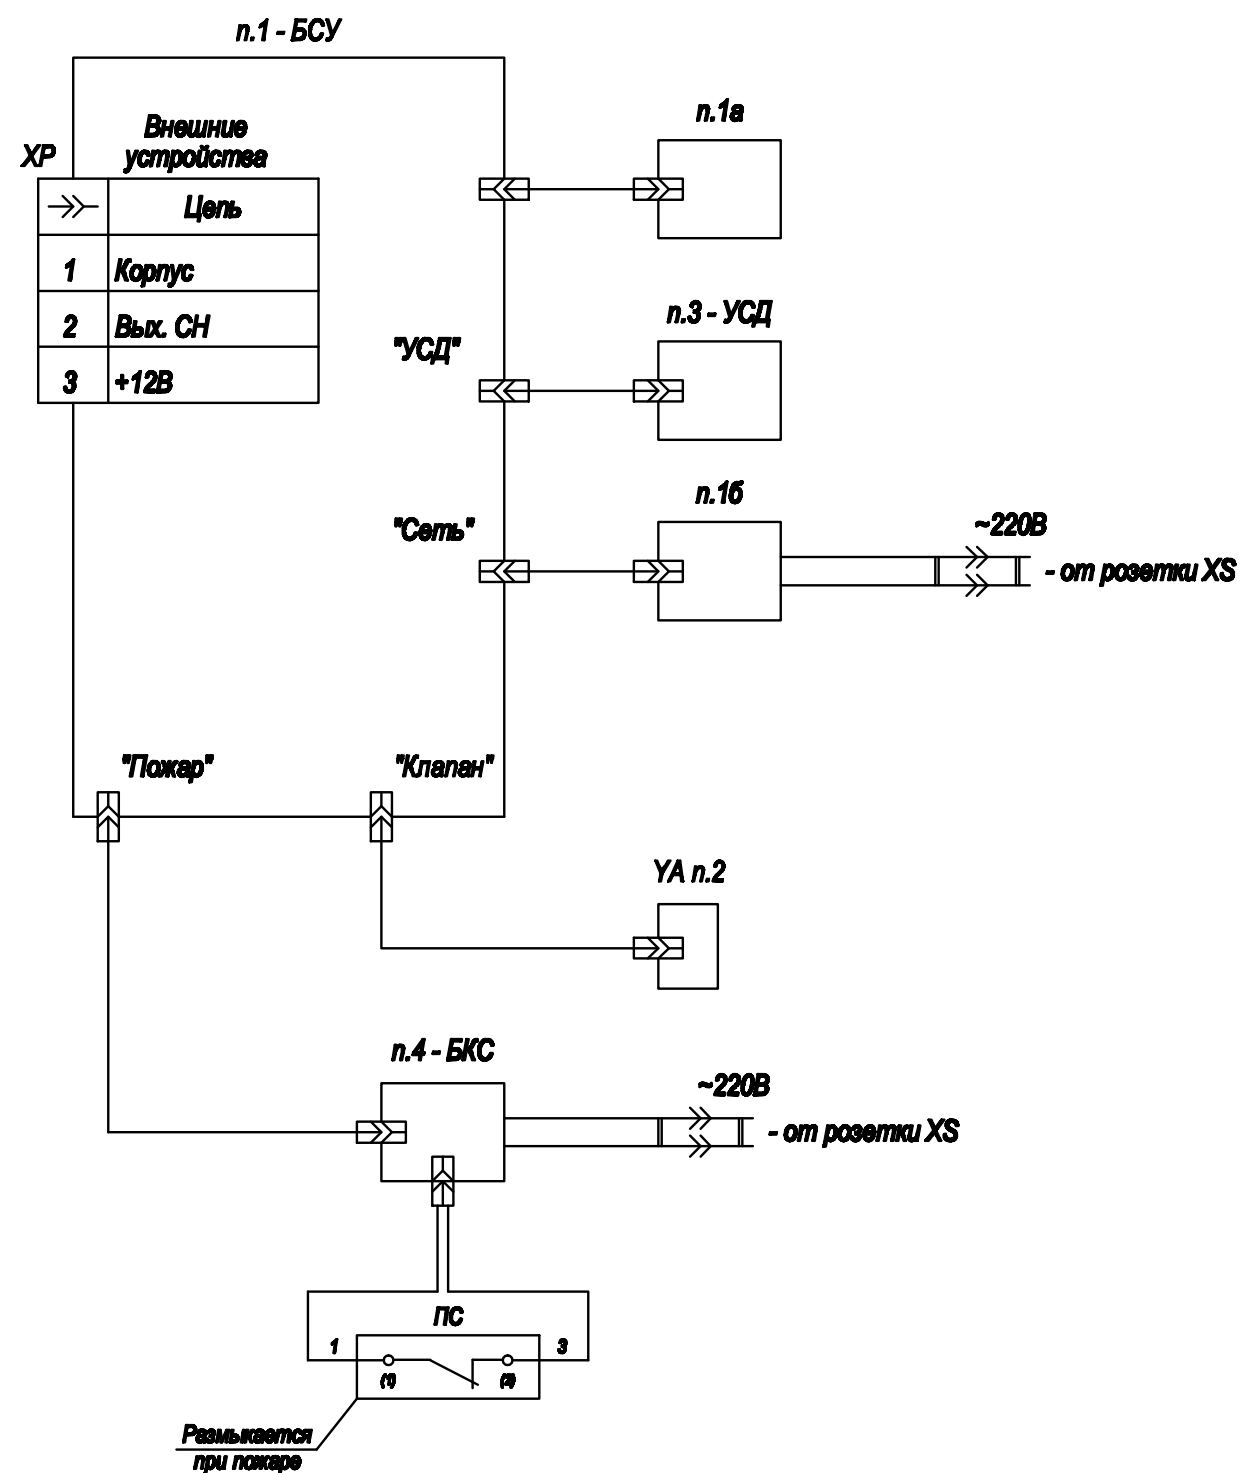 п.1 - БСУ
п.1а
Внешние
устройства
ХР
Цепь
1 Корпус
2 Вых. СН
3 +12В
п.3 - УСД
"УСД"
п.1б
"Сеть"
~220В
- от розетки XS
"Пожар"
"Клапан"
YA п.2
п.4 - БКС
~220В
- от розетки XS
ПС
1
3
(1)
(2)
Размыкается
при пожаре